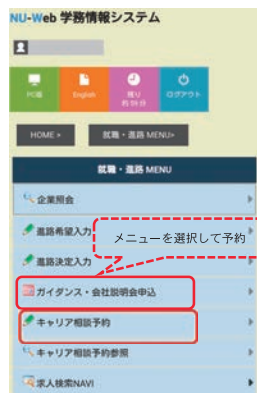 NU-Web 学務情報システム
PC版
English
残り
約59分
ログアウト
HOME >
就職・進路 MENU>
就職・進路 MENU
企業照会
進路希望入力
メニューを選択して予約
進路決定入力
ガイダンス・会社説明会申込
キャリア相談予約
キャリア相談予約参照
求人検索NAVI